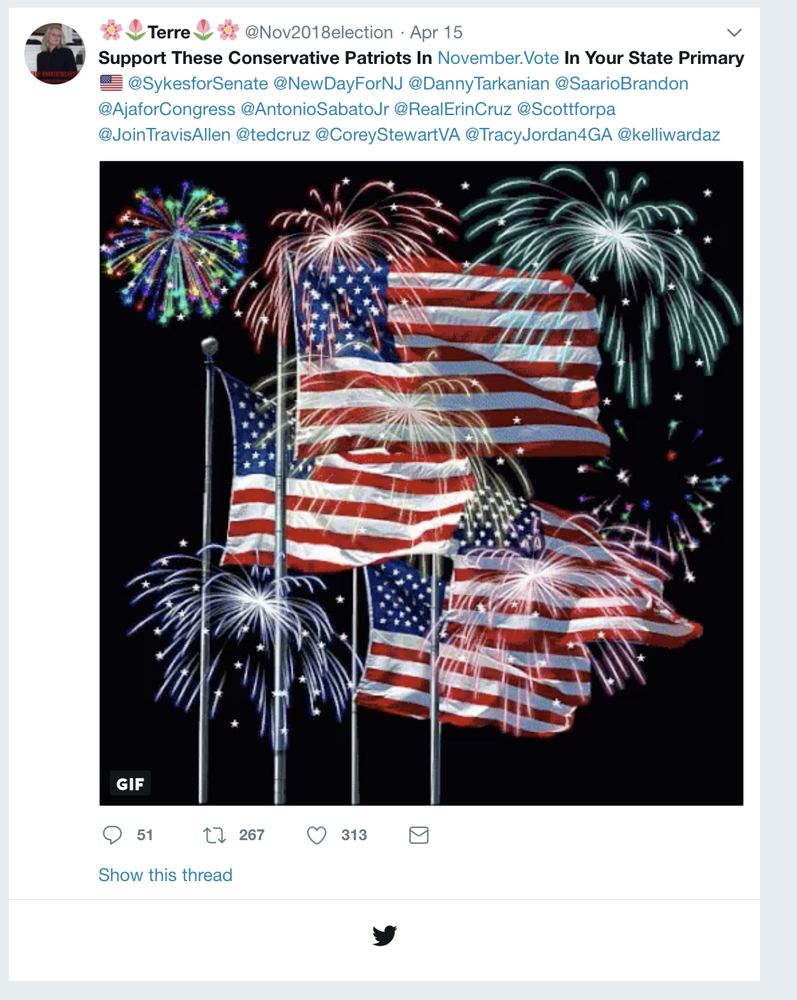 🌸🌷Terre🌷🌸 @Nov2018election · Apr 15
Support These Conservative Patriots In November.Vote In Your State Primary
🇺🇸 @SykesforSenate @NewDayForNJ @DannyTarkanian @SaarioBrandon
@AjaforCongress @AntonioSabatoJr @RealErinCruz @Scottforpa
@JoinTravisAllen @tedcruz @CoreyStewartVA @TracyJordan4GA @kelliwardaz
GIF
51 267 313
Show this thread